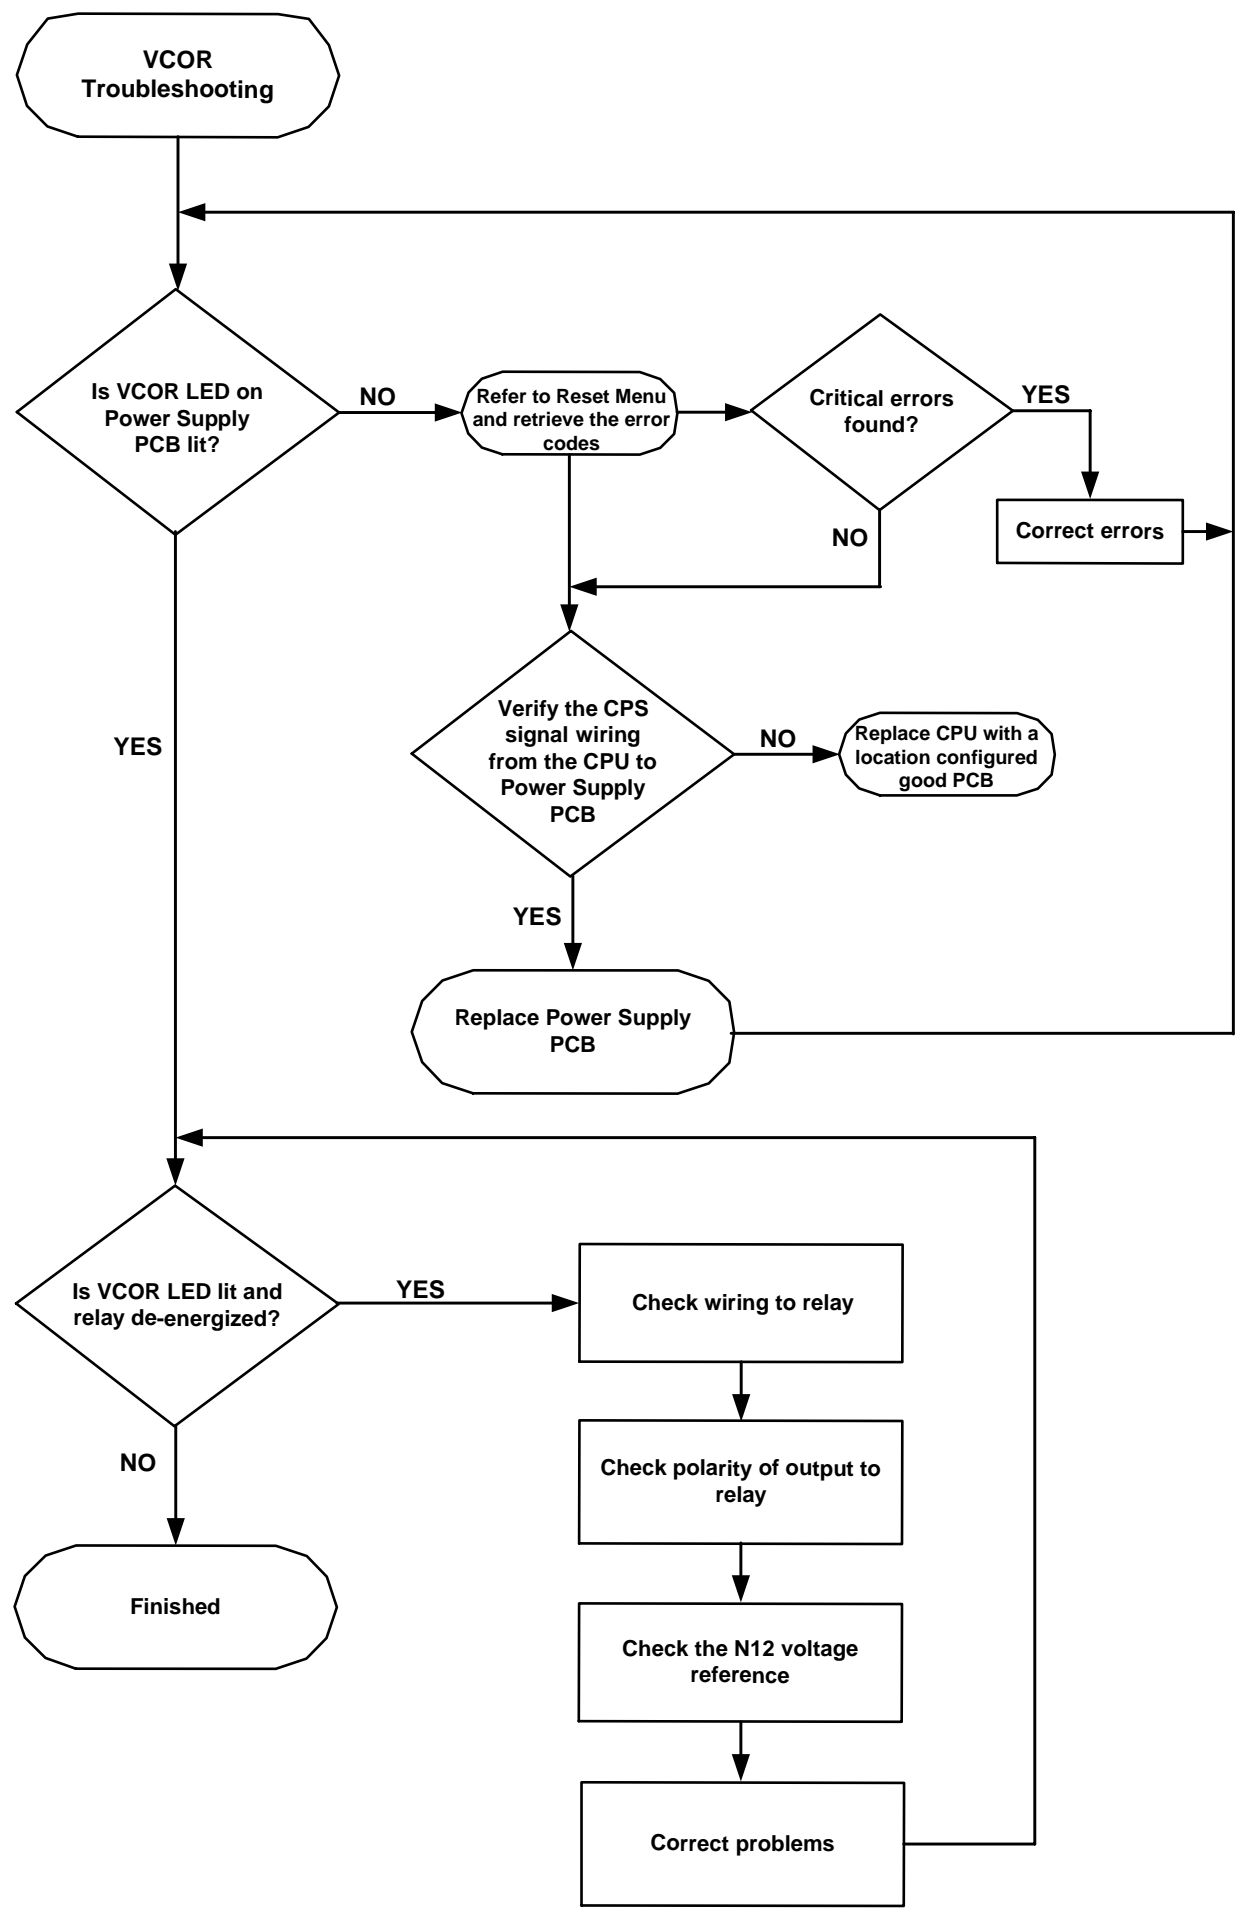 VCOR
Troubleshooting
Is VCOR LED on
Power Supply
PCB lit?
NO
Refer to Reset Menu
and retrieve the error
codes
Critical errors
found?
YES
Correct errors
NO
Verify the CPS
signal wiring
from the CPU to
Power Supply
PCB
NO
Replace CPU with a
location configured
good PCB
YES
YES
Replace Power Supply
PCB
Is VCOR LED lit and
relay de-energized?
YES
Check wiring to relay
NO
Check polarity of output to
relay
Finished
Check the N12 voltage
reference
Correct problems